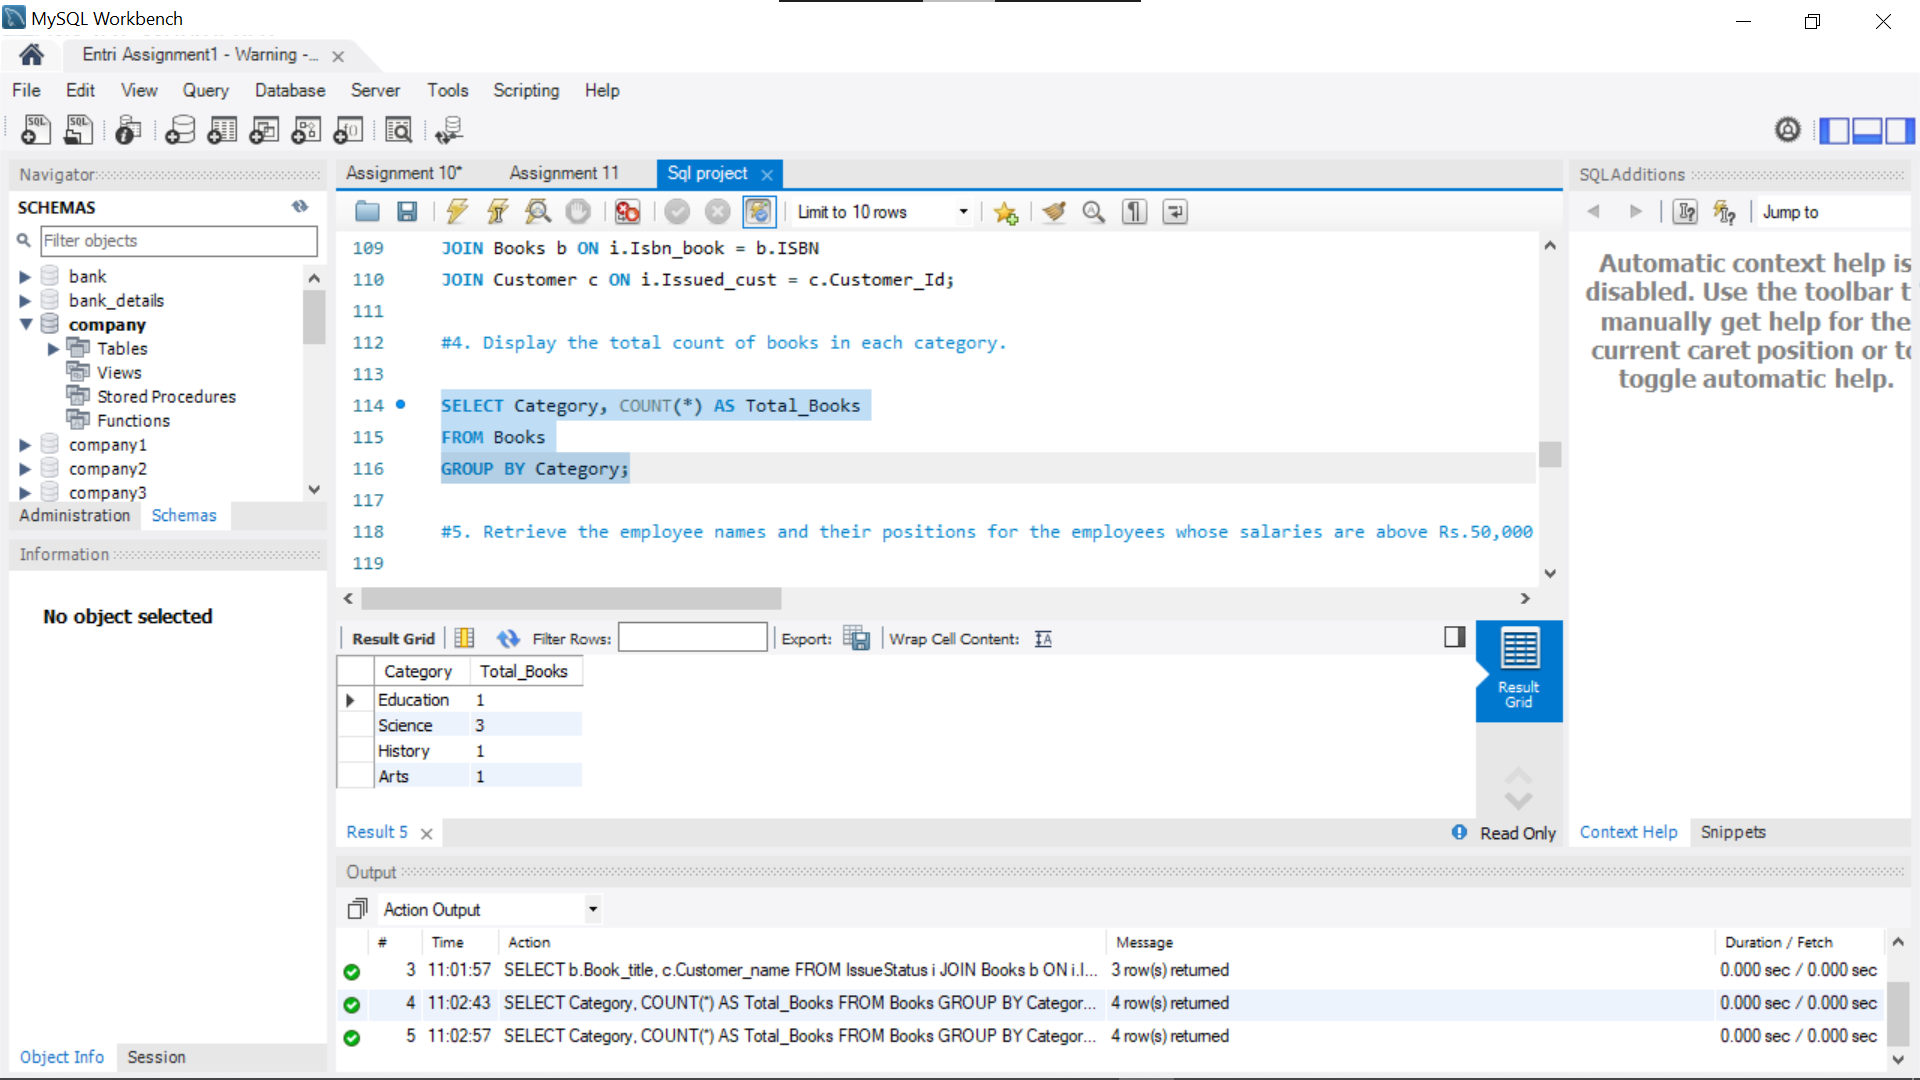 MySQL Workbench
Entri Assignment1 - Warning -...
File Edit View Query Database Server Tools Scripting Help
Navigator
SCHEMAS
Filter objects
bank
bank_details
company
Tables
Views
Stored Procedures
Functions
company1
company2
company3
Administration Schemas
Information
No object selected
Object Info Session
Assignment 10* Assignment 11 Sql project
Limit to 10 rows
109 JOIN Books b ON i.Isbn_book = b.ISBN
110 JOIN Customer c ON i.Issued_cust = c.Customer_Id;
111
112 #4. Display the total count of books in each category.
113
114 SELECT Category, COUNT(*) AS Total_Books
115 FROM Books
116 GROUP BY Category;
117
118 #5. Retrieve the employee names and their positions for the employees whose salaries are above Rs.50,000
119
Result Grid Filter Rows: Export: Wrap Cell Content:
Category Total_Books
Education 1
Science 3
History 1
Arts 1
Result Grid
Result 5
Read Only
SQLAdditions
Jump to
Automatic context help is
disabled. Use the toolbar t
manually get help for the
current caret position or to
toggle automatic help.
Context Help Snippets
Output
Action Output
# Time Action Message Duration / Fetch
3 11:01:57 SELECT b.Book_title, c.Customer_name FROM IssueStatus i JOIN Books b ON i.I... 3 row(s) returned 0.000 sec / 0.000 sec
4 11:02:43 SELECT Category, COUNT(*) AS Total_Books FROM Books GROUP BY Categor... 4 row(s) returned 0.000 sec / 0.000 sec
5 11:02:57 SELECT Category, COUNT(*) AS Total_Books FROM Books GROUP BY Categor... 4 row(s) returned 0.000 sec / 0.000 sec